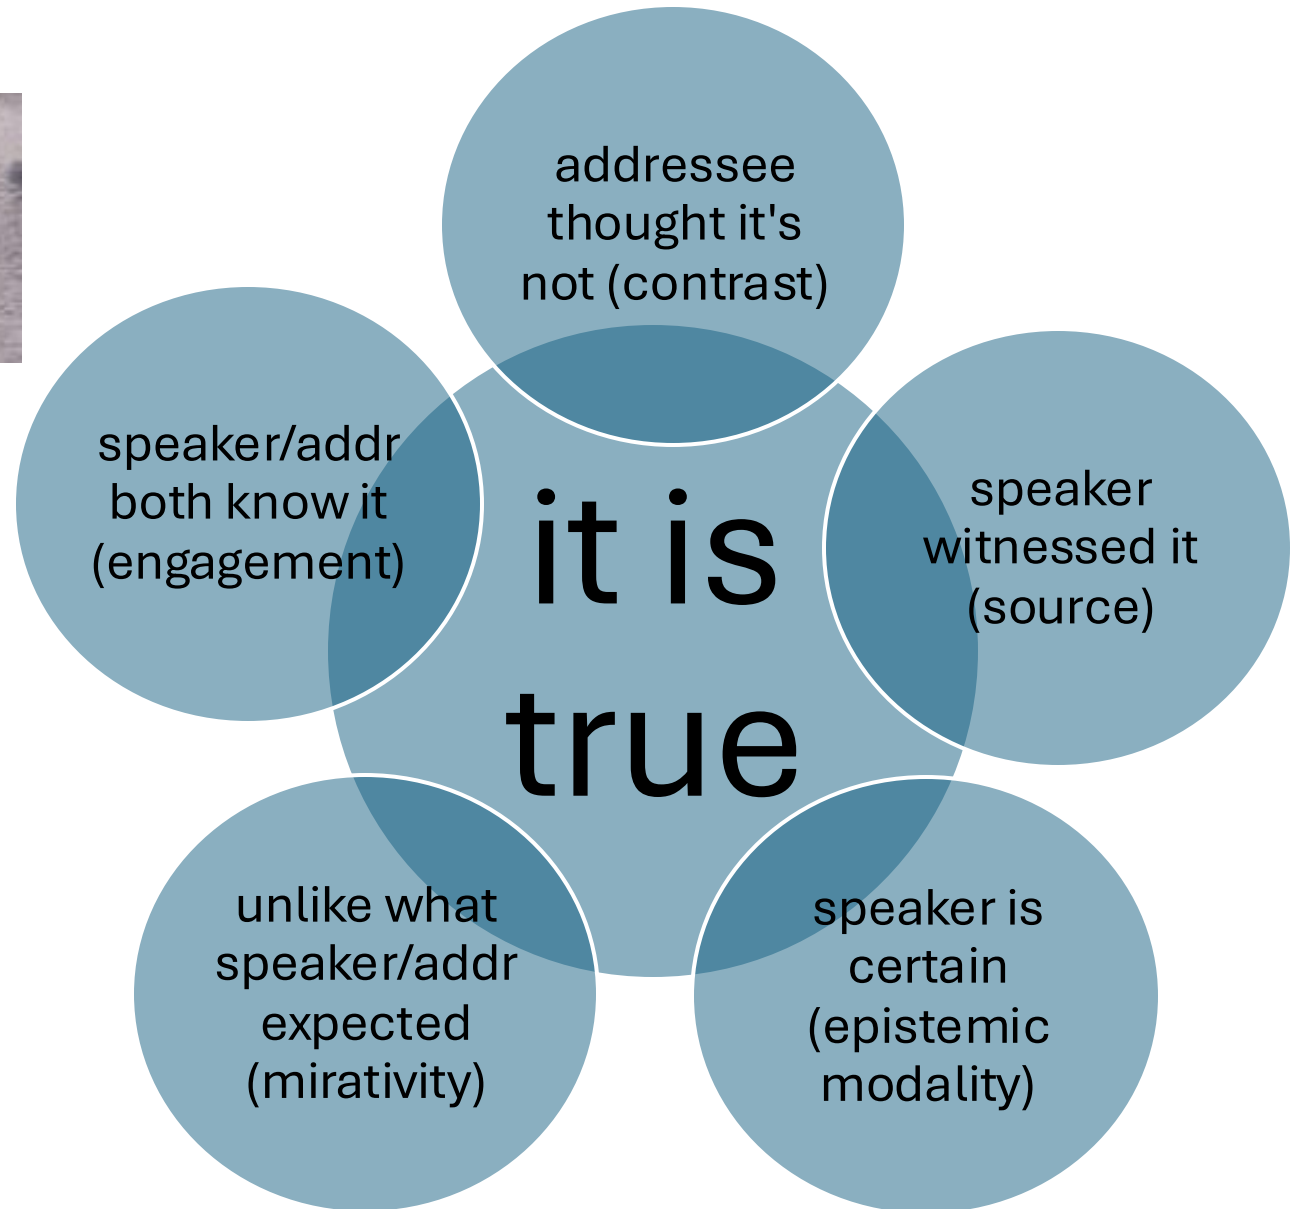 addressee
thought it's
not (contrast)
speaker/addr
both know it
(engagement)
it is
true
speaker
witnessed it
(source)
unlike what
speaker/addr
expected
(mirativity)
speaker is
certain
(epistemic
modality)